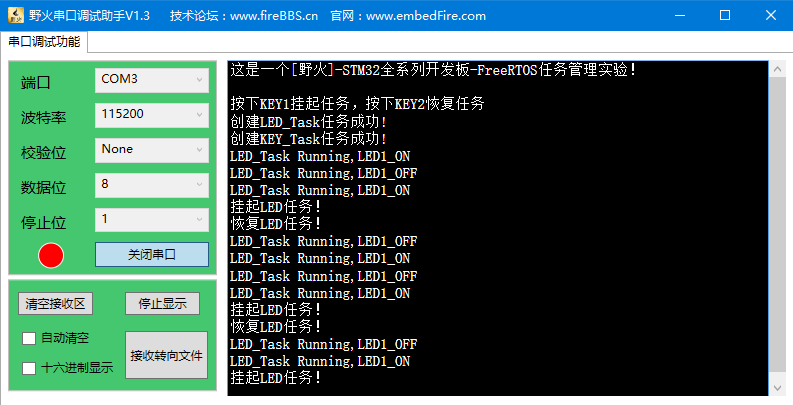 野火串口调试助手V1.3 技术论坛：www.fireBBS.cn 官网：www.embedFire.cn
串口调试功能
端口 COM3
波特率 115200
校验位 None
数据位 8
停止位 1
关闭串口
清空接收区 停止显示
自动清空
十六进制显示
接收转向文件
这是一个[野火]-STM32全系列开发板-FreeRTOS任务管理实验！
按下KEY1挂起任务，按下KEY2恢复任务
创建LED_Task任务成功!
创建KEY_Task任务成功!
LED_Task Running,LED1_ON
LED_Task Running,LED1_OFF
LED_Task Running,LED1_ON
挂起LED任务！
恢复LED任务！
LED_Task Running,LED1_OFF
LED_Task Running,LED1_ON
LED_Task Running,LED1_OFF
LED_Task Running,LED1_ON
挂起LED任务！
恢复LED任务！
LED_Task Running,LED1_OFF
LED_Task Running,LED1_ON
挂起LED任务！